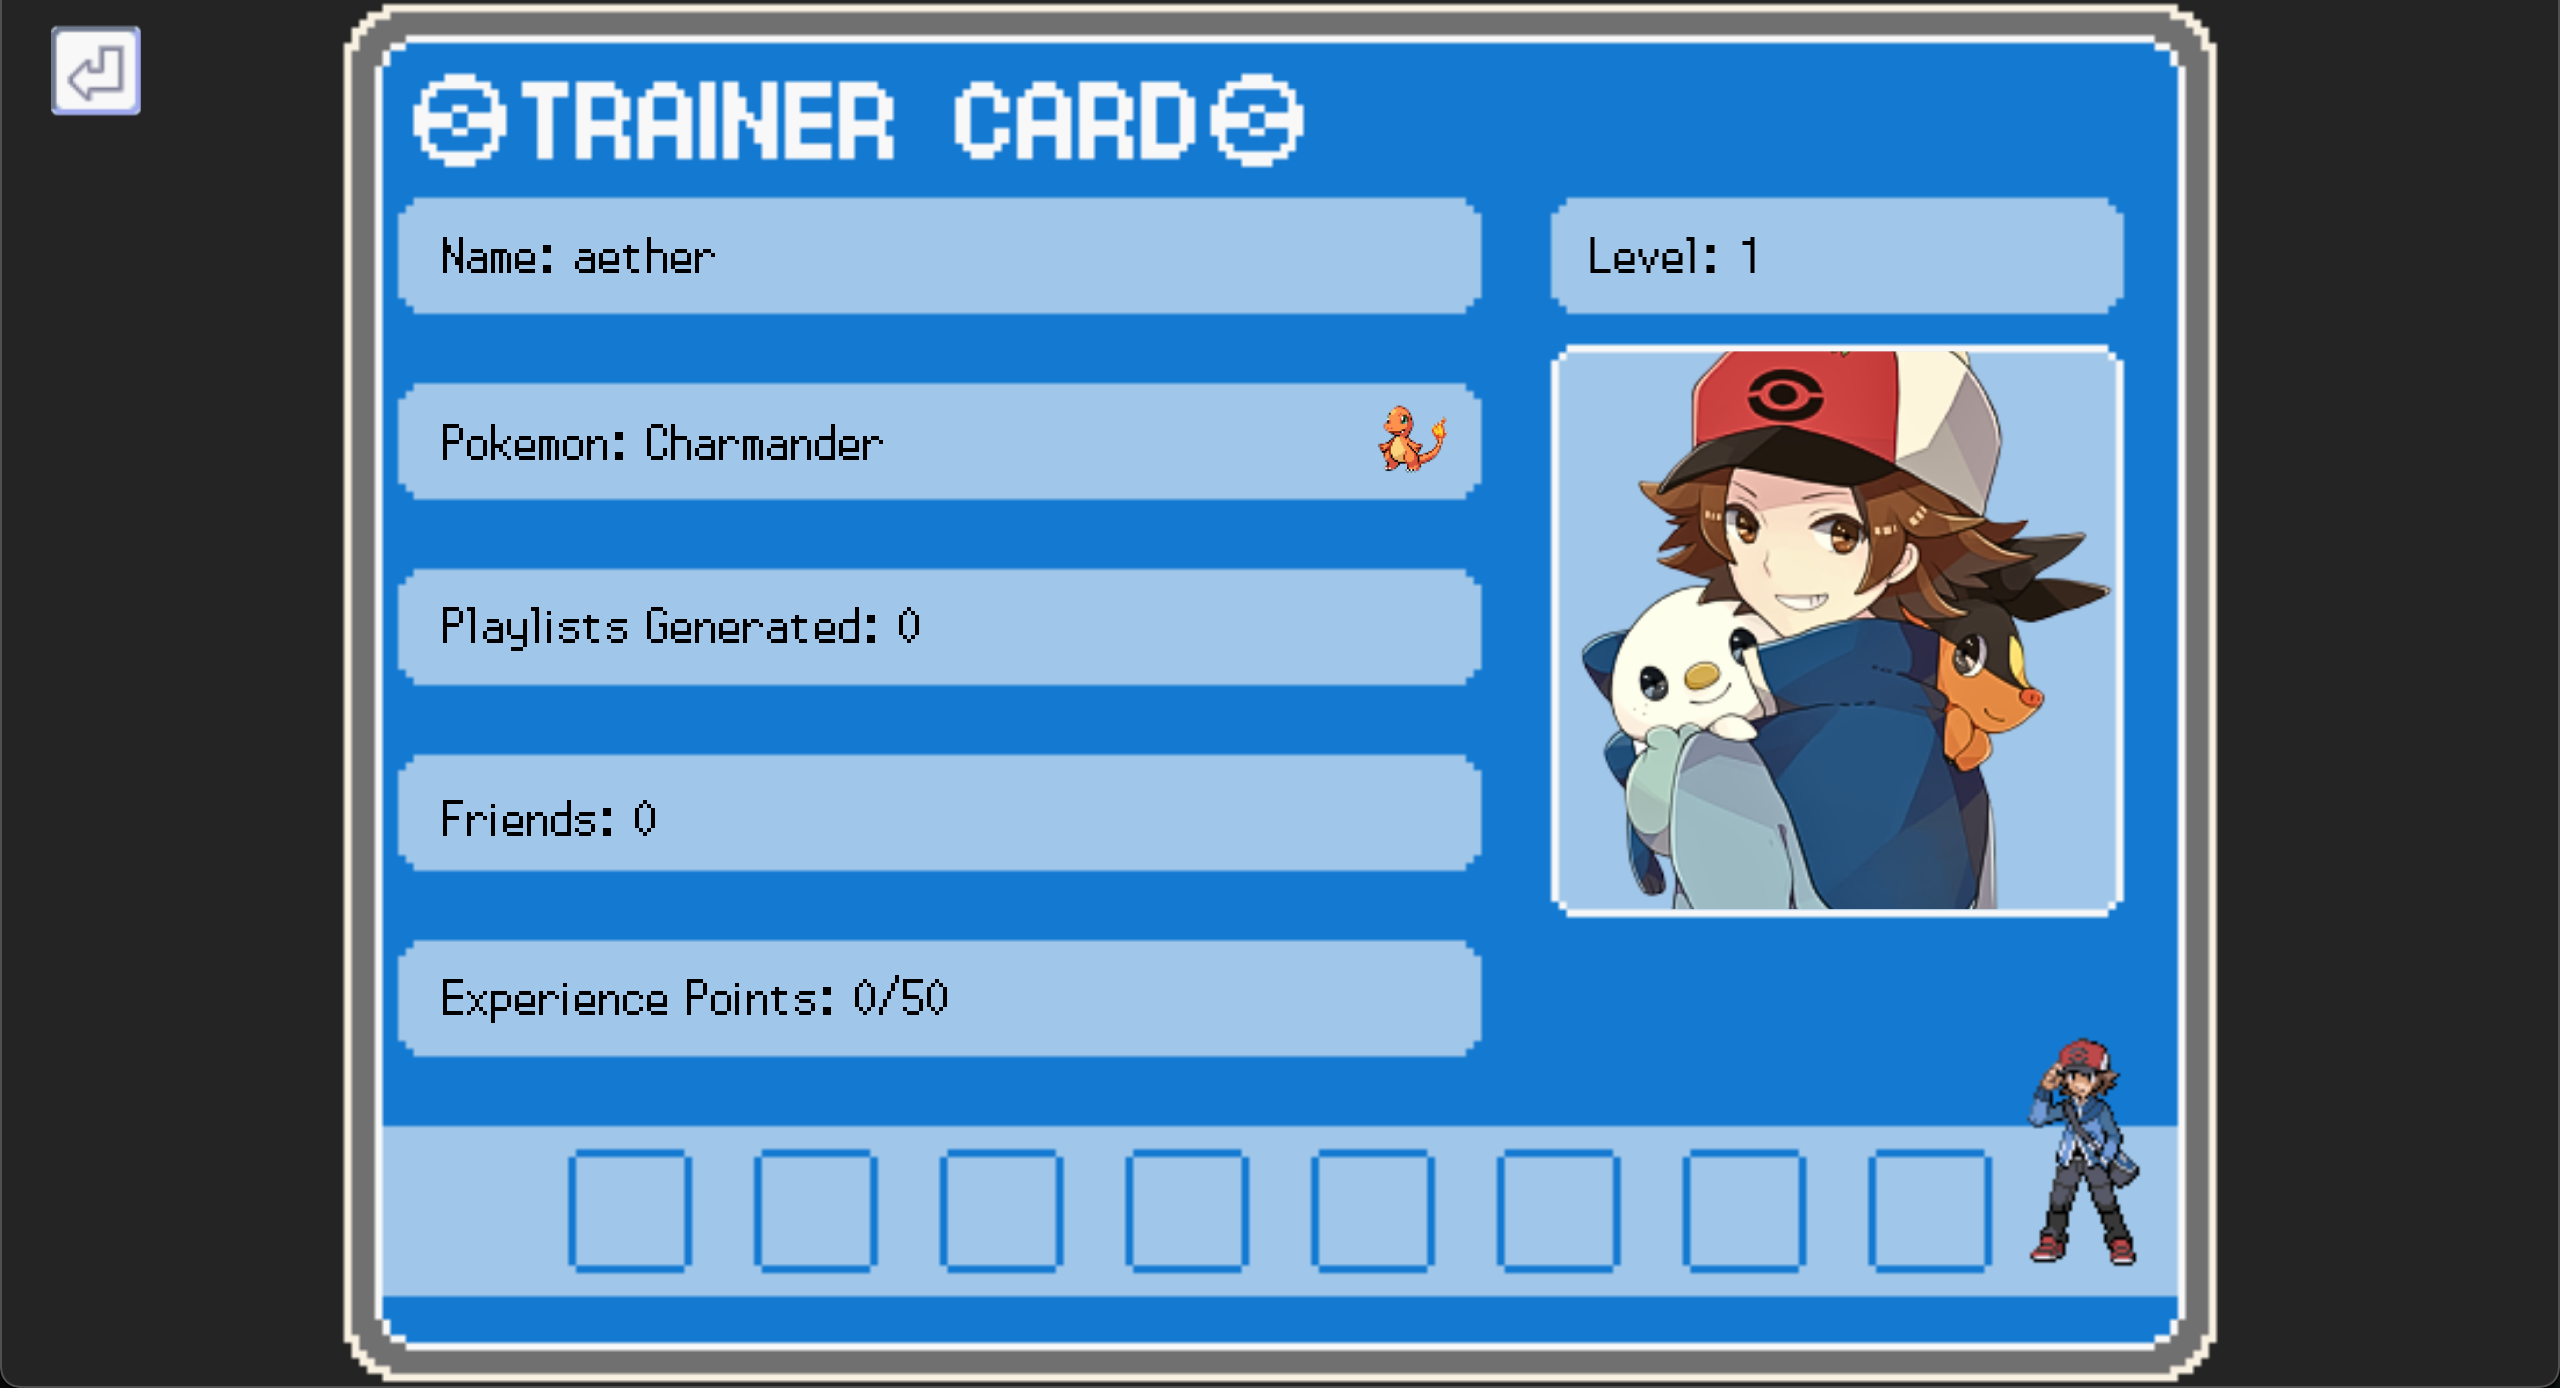 TRAINER CARD
Name: aether
Level: 1
Pokemon: Charmander
Playlists Generated: 0
Friends: 0
Experience Points: 0/50